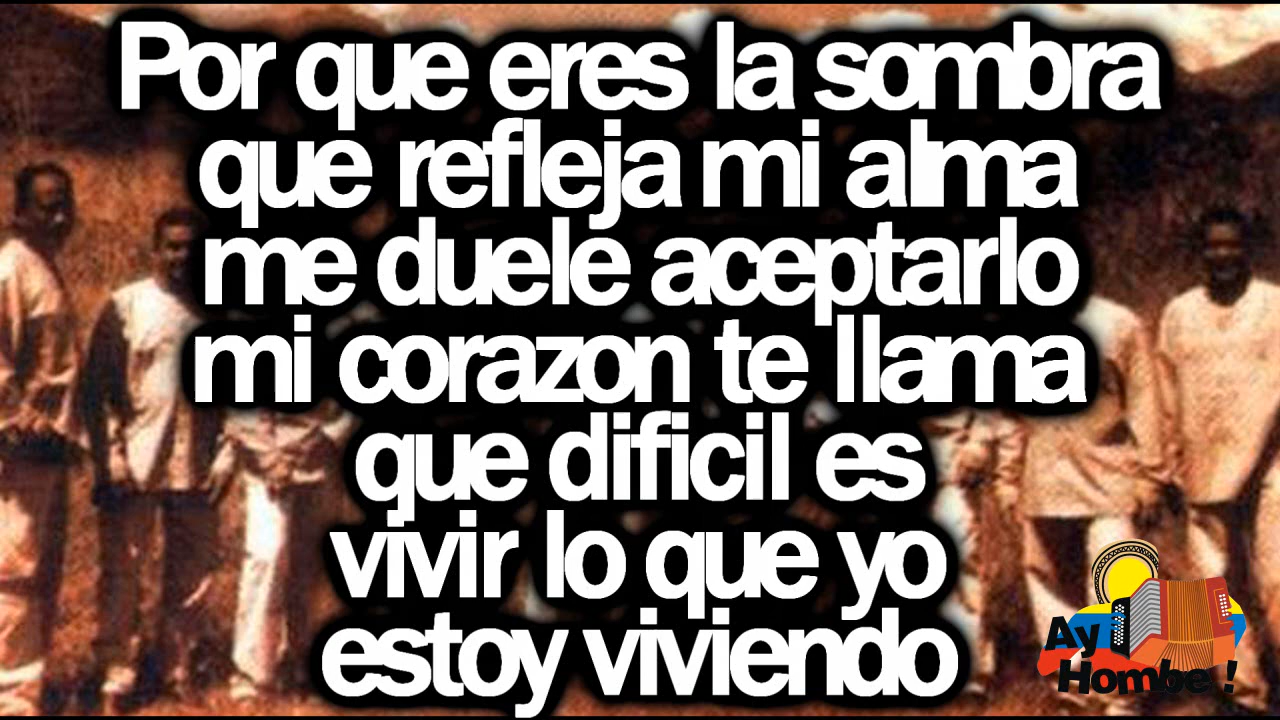 Por que eres la sombra
que refleja mi alma
me duele aceptarlo
mi corazon te llama
que dificil es
vivir lo que yo
estoy viviendo
Ay
Hombe !